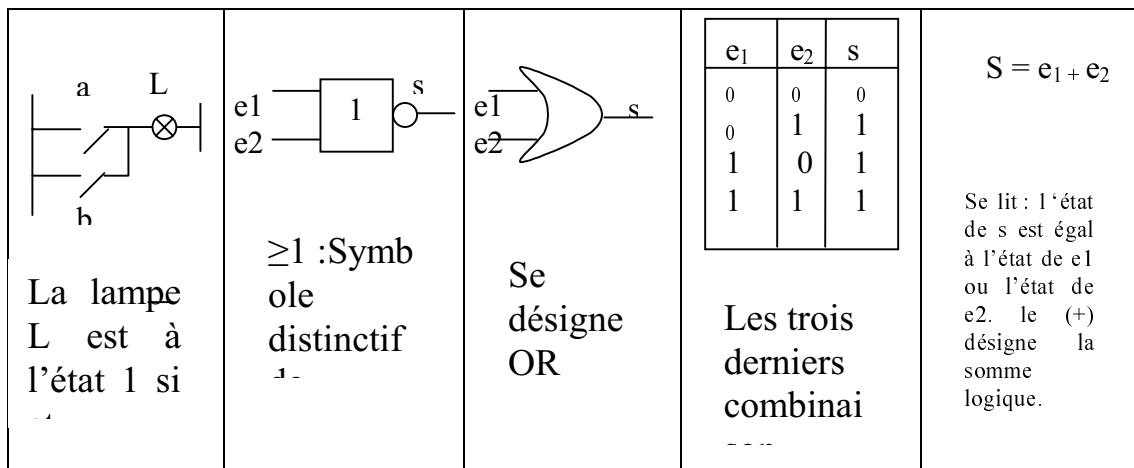 a L
b
La lampe
L est à
l'état 1 si
e1
e2
1
s
≥1 :Symb
ole
distinctif
e1
e2
s
Se
désigne
OR
e1 e2 s
0 0 0
0 1 1
1 0 1
1 1 1
Les trois
derniers
combinai
S = e1 + e2
Se lit : l 'état
de s est égal
à l'état de e1
ou l'état de
e2. le (+)
désigne la
somme
logique.